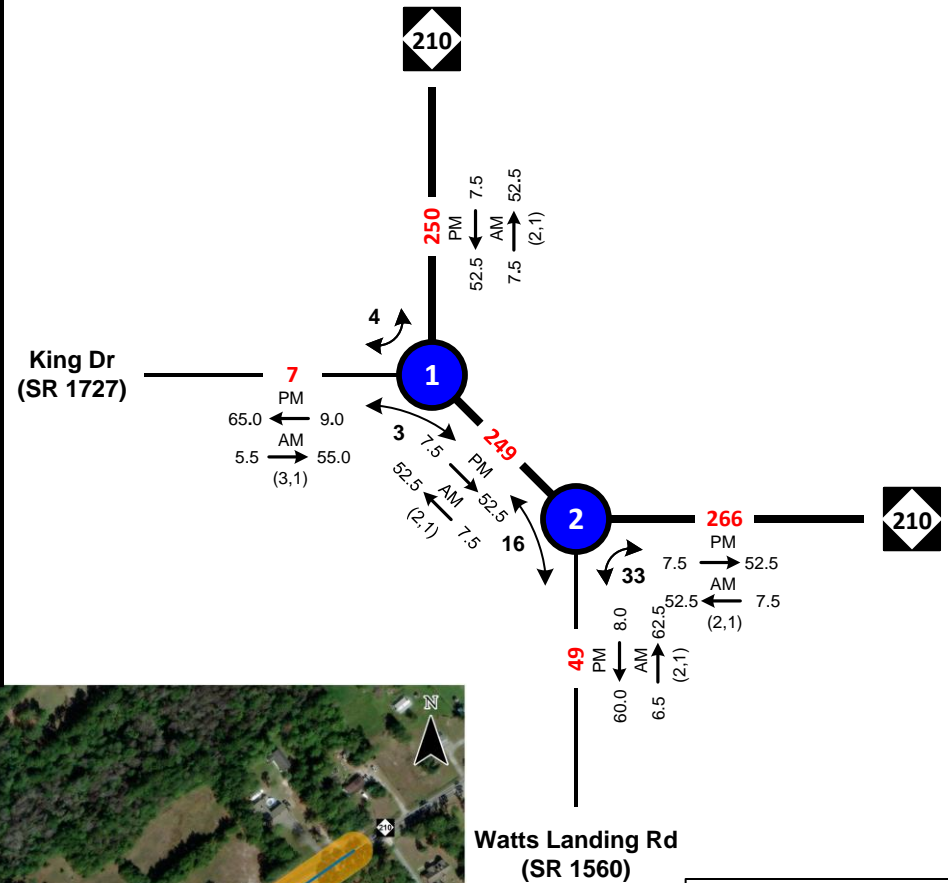 210
7.5 52.5
250 PM AM (2,1)
52.5 7.5
4
King Dr
(SR 1727)
7
PM
65.0 9.0
AM
5.5 55.0
(3,1)
1
3
249
7.5 PM 52.5
52.5 AM 7.5
(2,1)
16
2
266
210
PM
7.5 52.5
AM
52.5 7.5
(2,1)
33
8.0 62.5
49 PM AM (2,1)
60.0 6.5
N
210
Watts Landing Rd
(SR 1560)